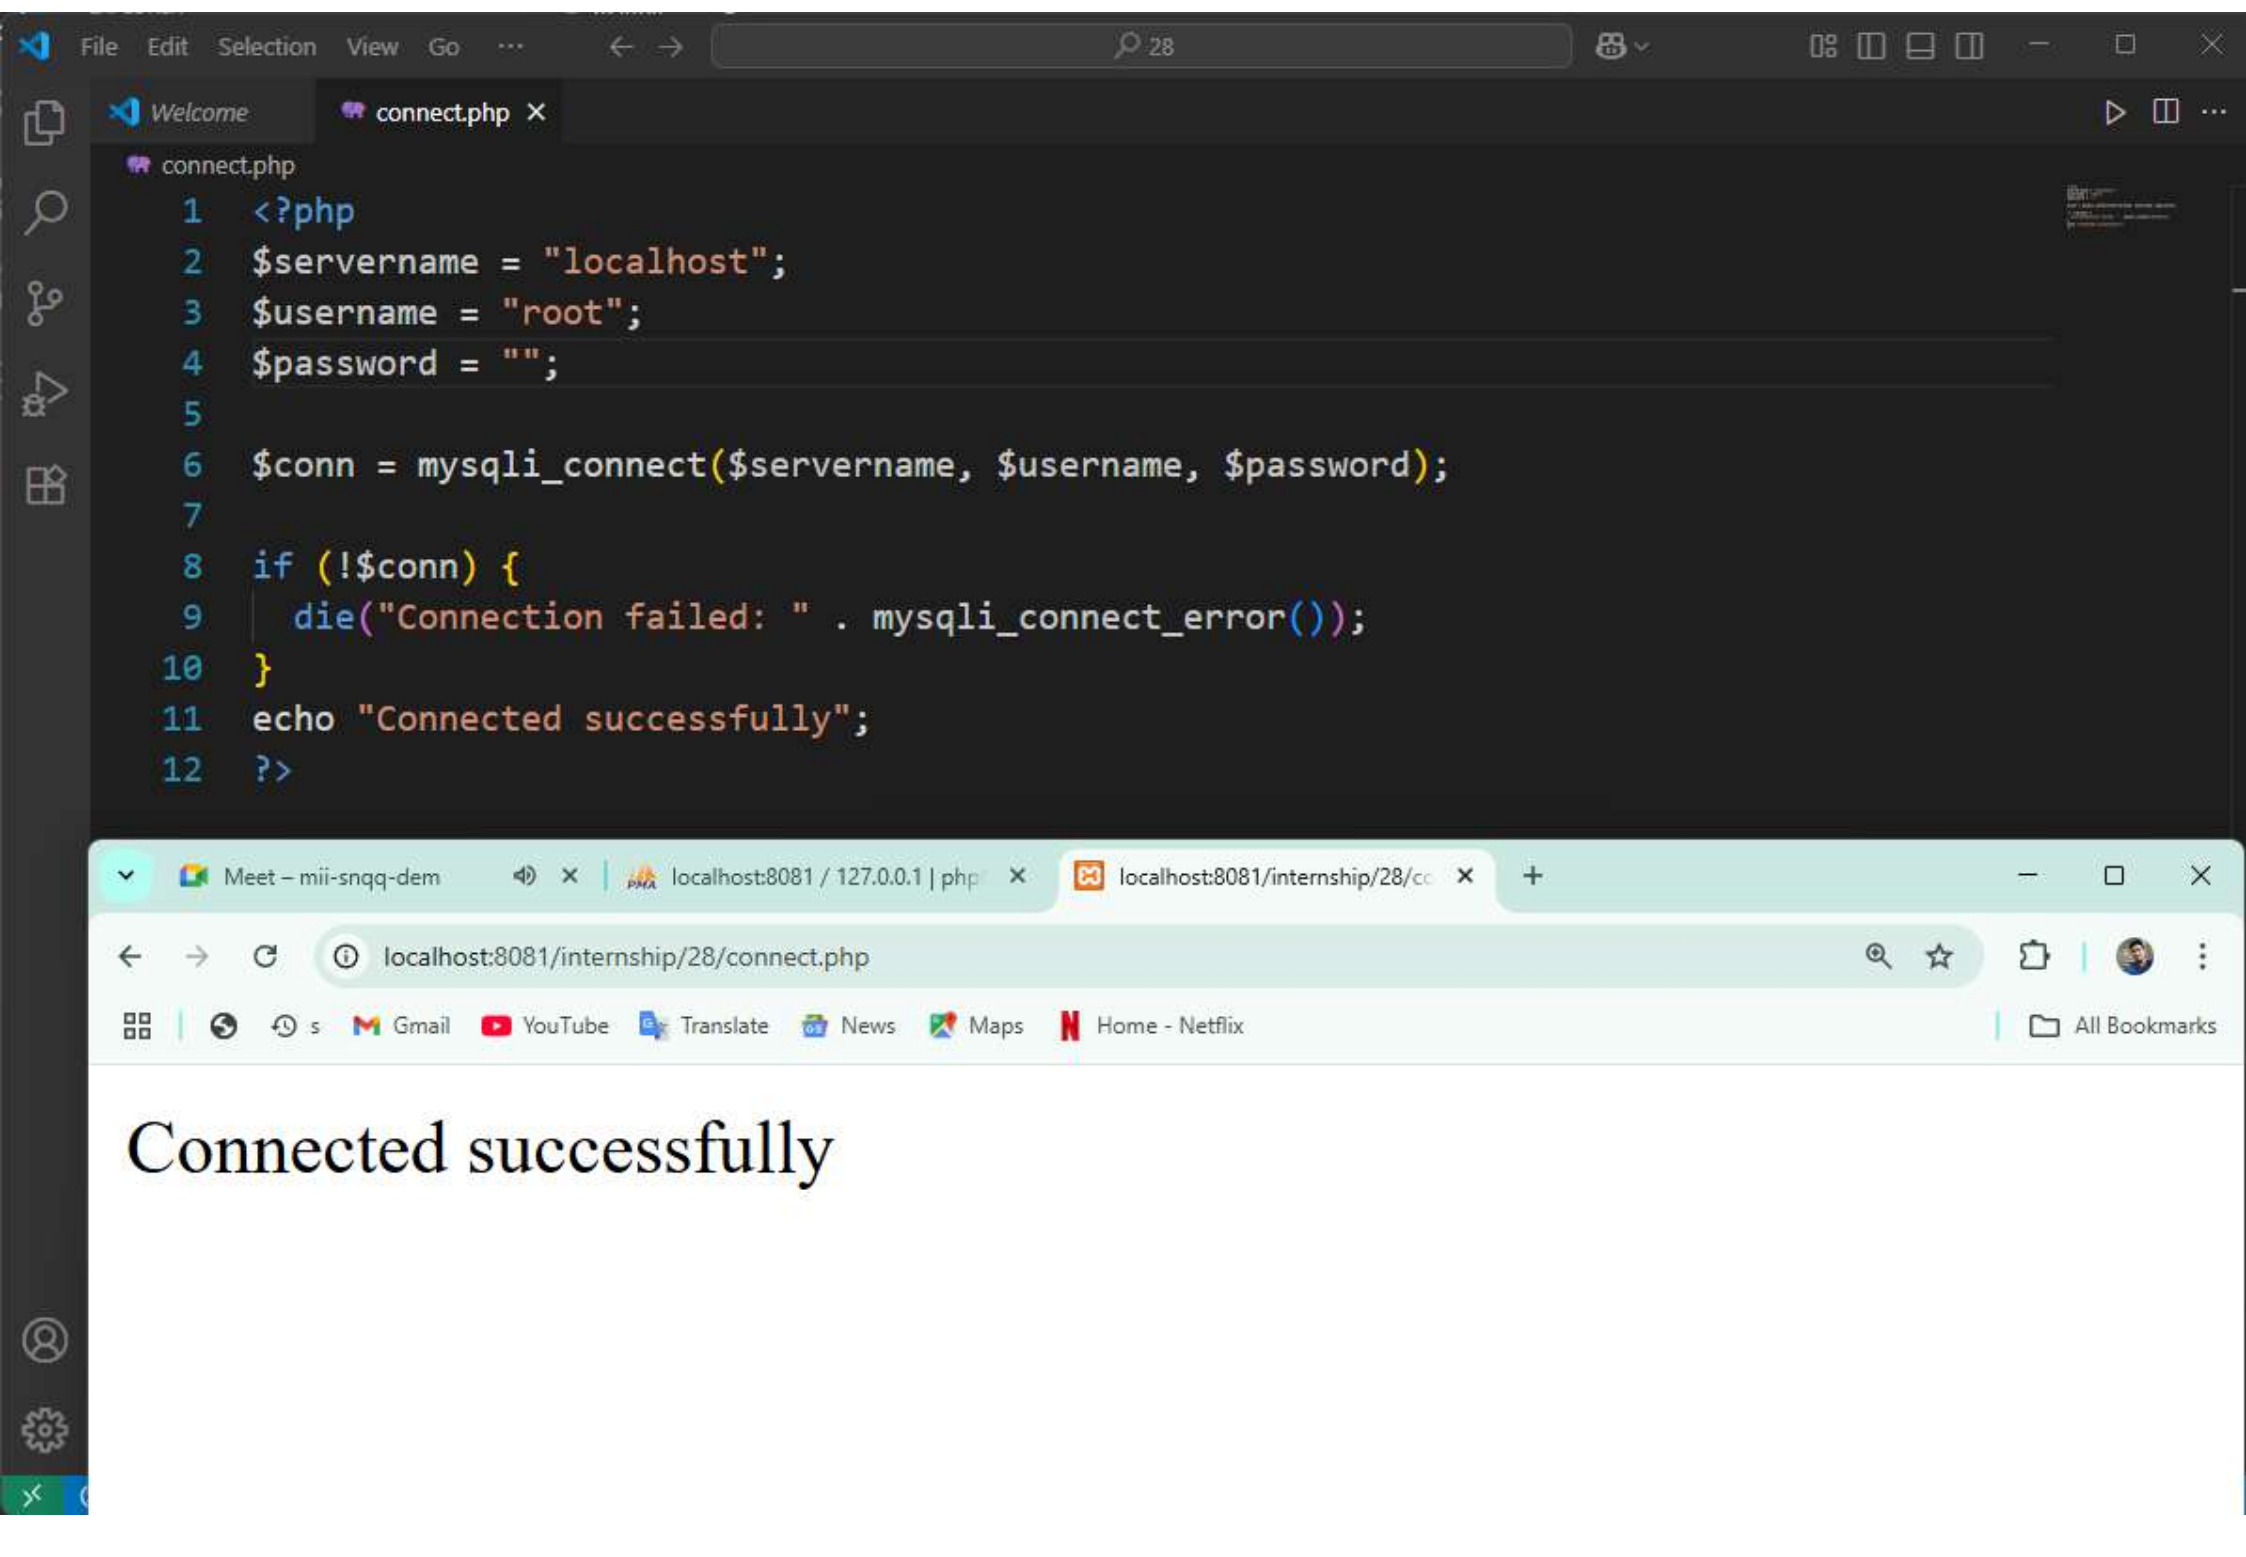 File Edit Selection View Go ··· 28
Welcome connect.php
connect.php
1 <?php
2 $servername = "localhost";
3 $username = "root";
4 $password = "";
5
6 $conn = mysqli_connect($servername, $username, $password);
7
8 if (!$conn) {
9 die("Connection failed: " . mysqli_connect_error());
10 }
11 echo "Connected successfully";
12 ?>
Meet – mii-snqq-dem localhost:8081 / 127.0.0.1 | php localhost:8081/internship/28/co
localhost:8081/internship/28/connect.php
s Gmail YouTube Translate News Maps Home - Netflix All Bookmarks
Connected successfully